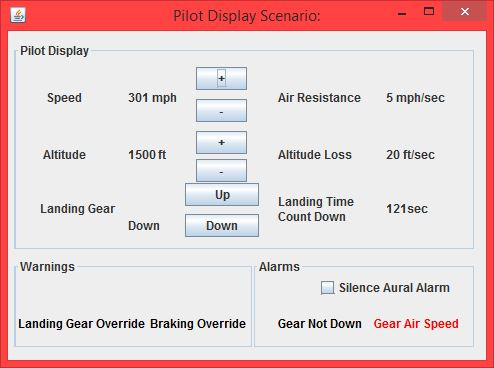 Pilot Display Scenario:
Pilot Display
+
Speed 301 mph Air Resistance 5 mph/sec
-
+
Altitude 1500 ft Altitude Loss 20 ft/sec
-
Up
Landing Gear Landing Time Count Down 121sec
Down Down
Warnings Alarms
Silence Aural Alarm
Landing Gear Override Braking Override Gear Not Down Gear Air Speed